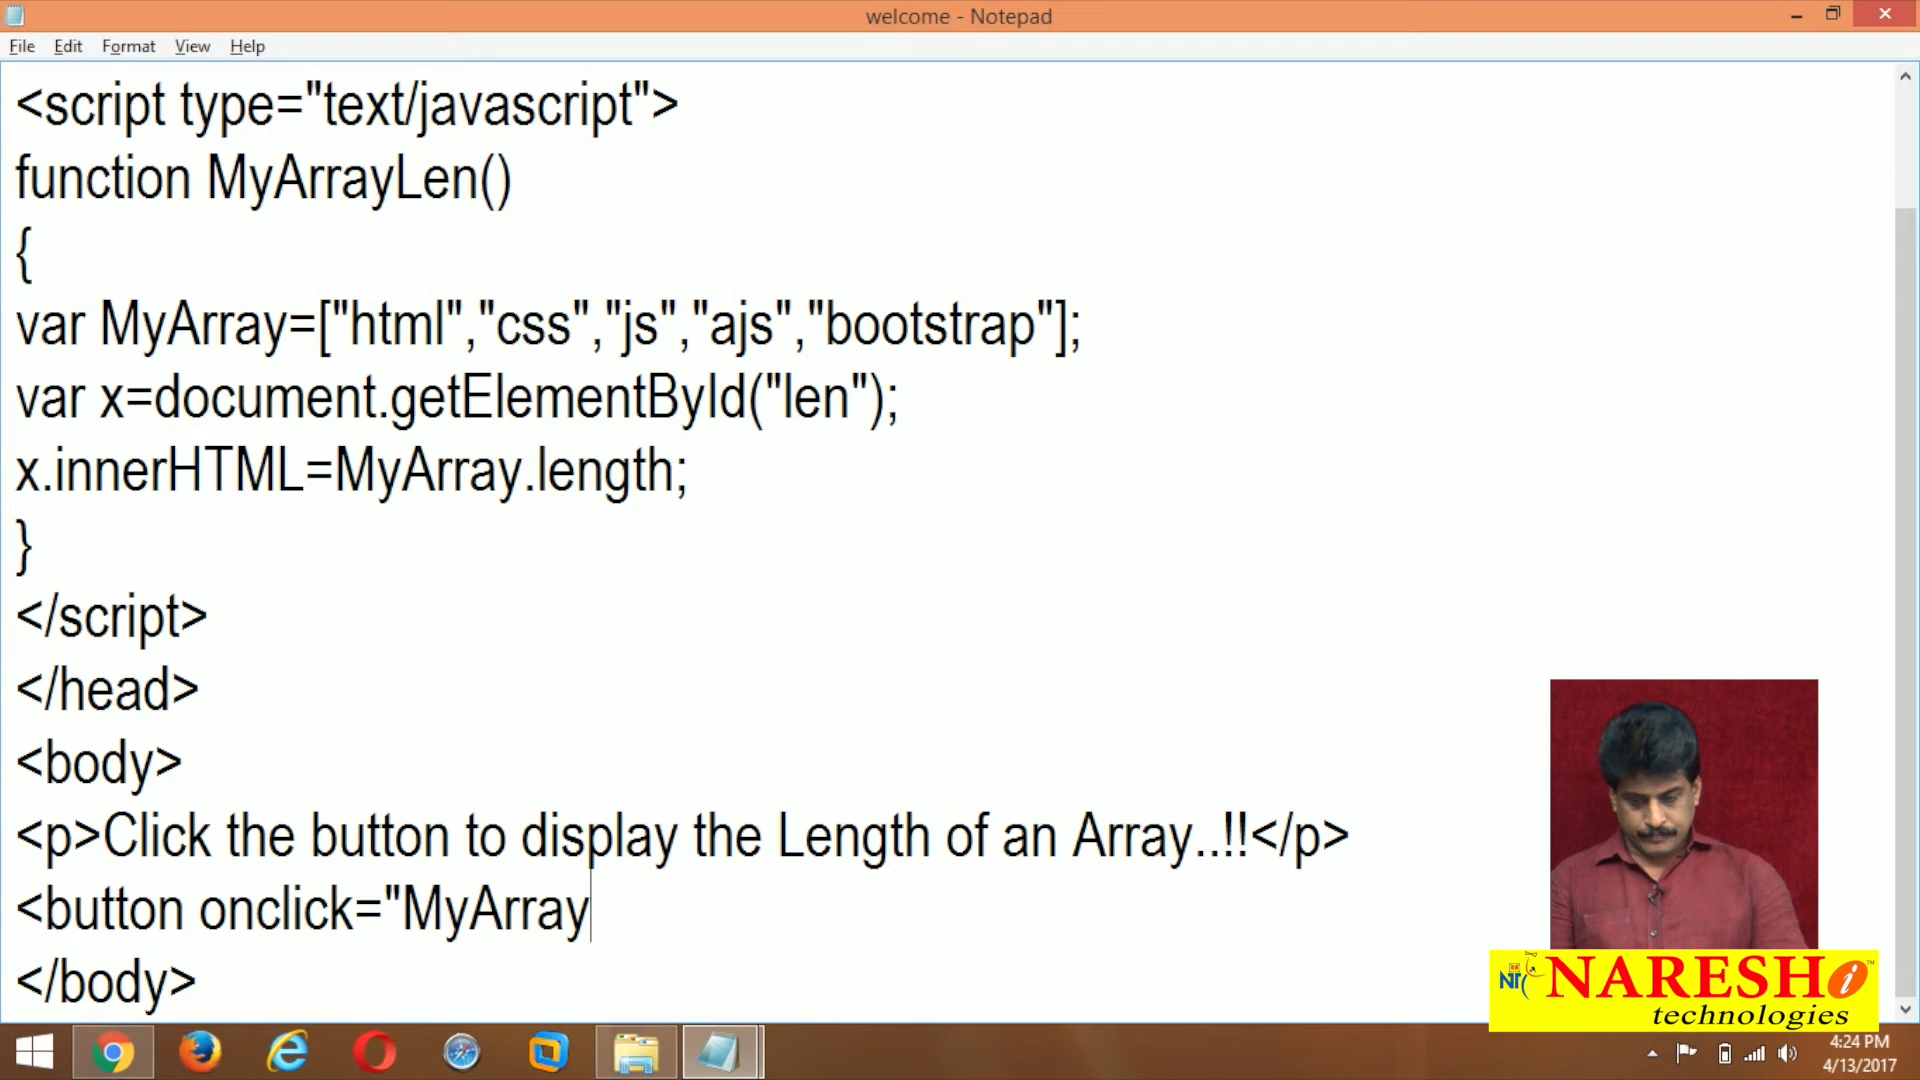 welcome - Notepad
File Edit Format View Help
<script type="text/javascript">
function MyArrayLen()
{
var MyArray=["html","css","js","ajs","bootstrap"];
var x=document.getElementById("len");
x.innerHTML=MyArray.length;
}
</script>
</head>
<body>
<p>Click the button to display the Length of an Array..!!</p>
<button onclick="MyArray
</body>
NARESH i ™
technologies
4:24 PM
4/13/2017